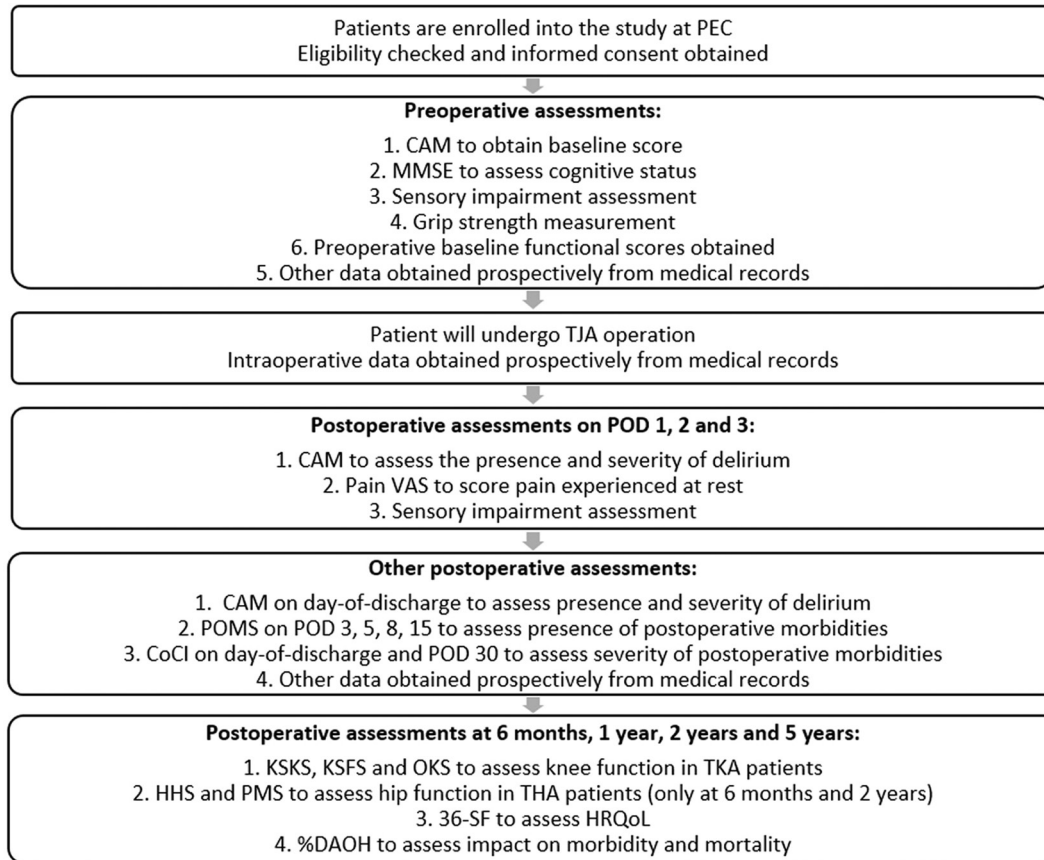 Patients are enrolled into the study at PEC
Eligibility checked and informed consent obtained
Preoperative assessments:
1. CAM to obtain baseline score
2. MMSE to assess cognitive status
3. Sensory impairment assessment
4. Grip strength measurement
6. Preoperative baseline functional scores obtained
5. Other data obtained prospectively from medical records
Patient will undergo TJA operation
Intraoperative data obtained prospectively from medical records
Postoperative assessments on POD 1, 2 and 3:
1. CAM to assess the presence and severity of delirium
2. Pain VAS to score pain experienced at rest
3. Sensory impairment assessment
Other postoperative assessments:
1. CAM on day-of-discharge to assess presence and severity of delirium
2. POMS on POD 3, 5, 8, 15 to assess presence of postoperative morbidities
3. CoCI on day-of-discharge and POD 30 to assess severity of postoperative morbidities
4. Other data obtained prospectively from medical records
Postoperative assessments at 6 months, 1 year, 2 years and 5 years:
1. KSKS, KSFS and OKS to assess knee function in TKA patients
2. HHS and PMS to assess hip function in THA patients (only at 6 months and 2 years)
3. 36-SF to assess HRQoL
4. %DAOH to assess impact on morbidity and mortality